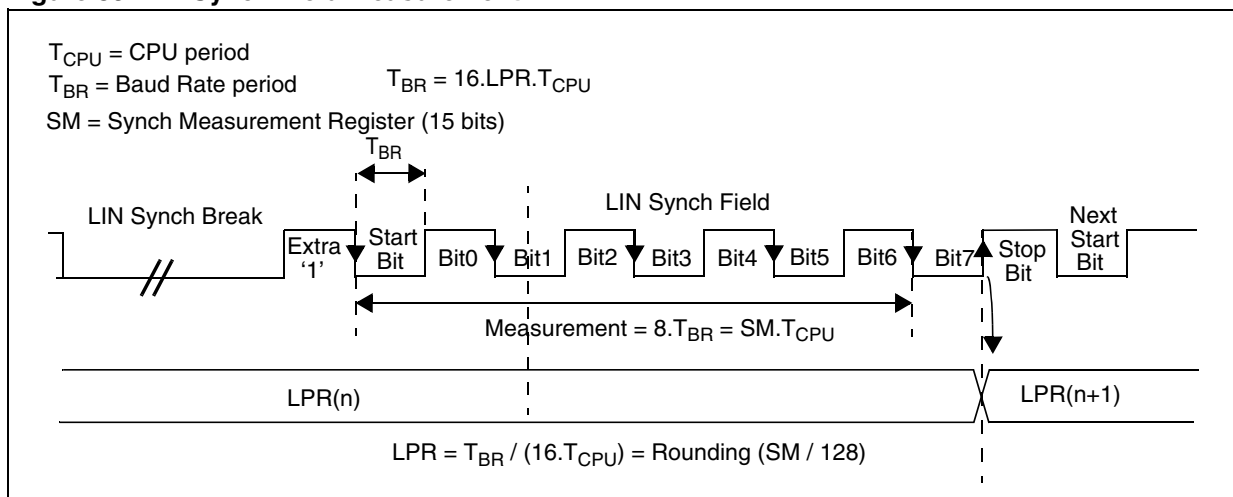 T_CPU = CPU period
T_BR = Baud Rate period T_BR = 16.LPR.T_CPU
SM = Synch Measurement Register (15 bits)
T_BR
LIN Synch Break
LIN Synch Field
Extra '1'
Start Bit
Bit0
Bit1
Bit2
Bit3
Bit4
Bit5
Bit6
Bit7
Stop Bit
Next Start Bit
Measurement = 8.T_BR = SM.T_CPU
LPR(n)
LPR(n+1)
LPR = T_BR / (16.T_CPU) = Rounding (SM / 128)